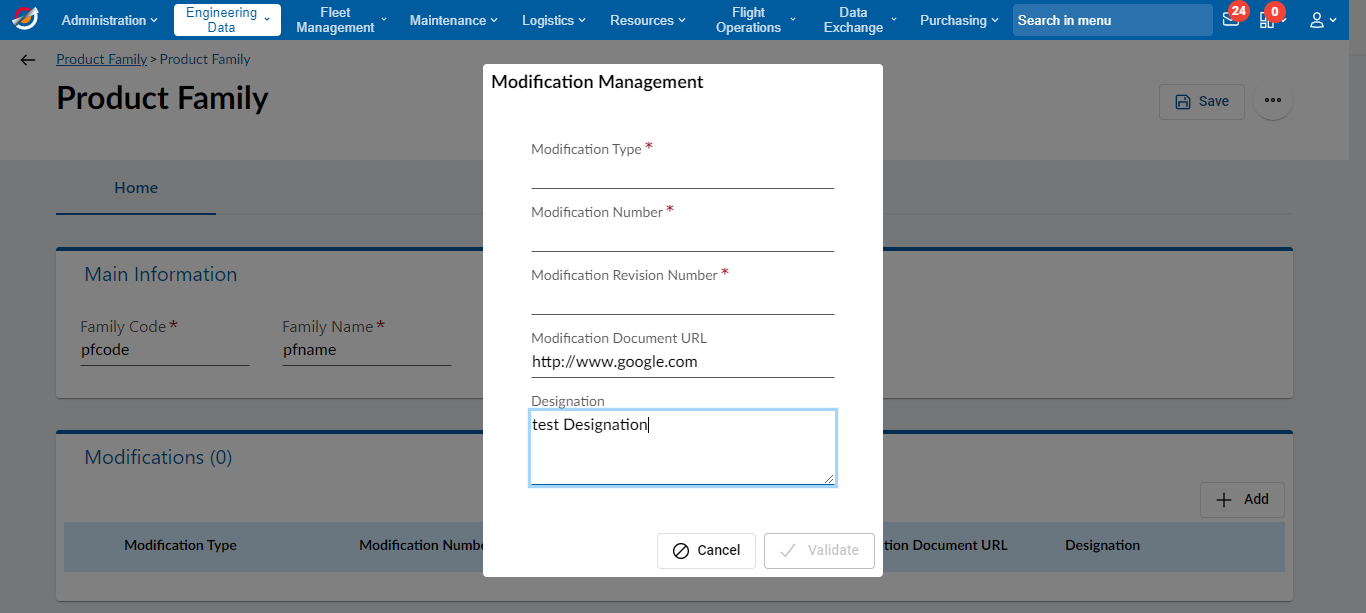 Administration
Engineering
Data
Fleet
Management
Maintenance
Logistics
Resources
Flight
Operations
Data
Exchange
Purchasing
Search in menu
24
0
Product Family > Product Family
Product Family
Save
Home
Main Information
Family Code *
pfcode
Family Name *
pfname
Modifications (0)
Add
Modification Type
Modification Numbe
tion Document URL
Designation
Modification Management
Modification Type *
Modification Number *
Modification Revision Number *
Modification Document URL
http://www.google.com
Designation
test Designation
Cancel
Validate